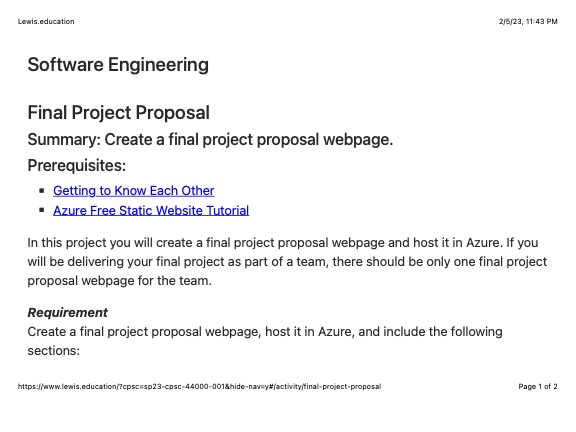 Lewis.education 2/5/23, 11:43 PM
Software Engineering
Final Project Proposal
Summary: Create a final project proposal webpage.
Prerequisites:
▪ Getting to Know Each Other
▪ Azure Free Static Website Tutorial
In this project you will create a final project proposal webpage and host it in Azure. If you
will be delivering your final project as part of a team, there should be only one final project
proposal webpage for the team.
Requirement
Create a final project proposal webpage, host it in Azure, and include the following
sections:
https://www.lewis.education/?cpsc=sp23-cpsc-44000-001&hide-nav=y#/activity/final-project-proposal Page 1 of 2